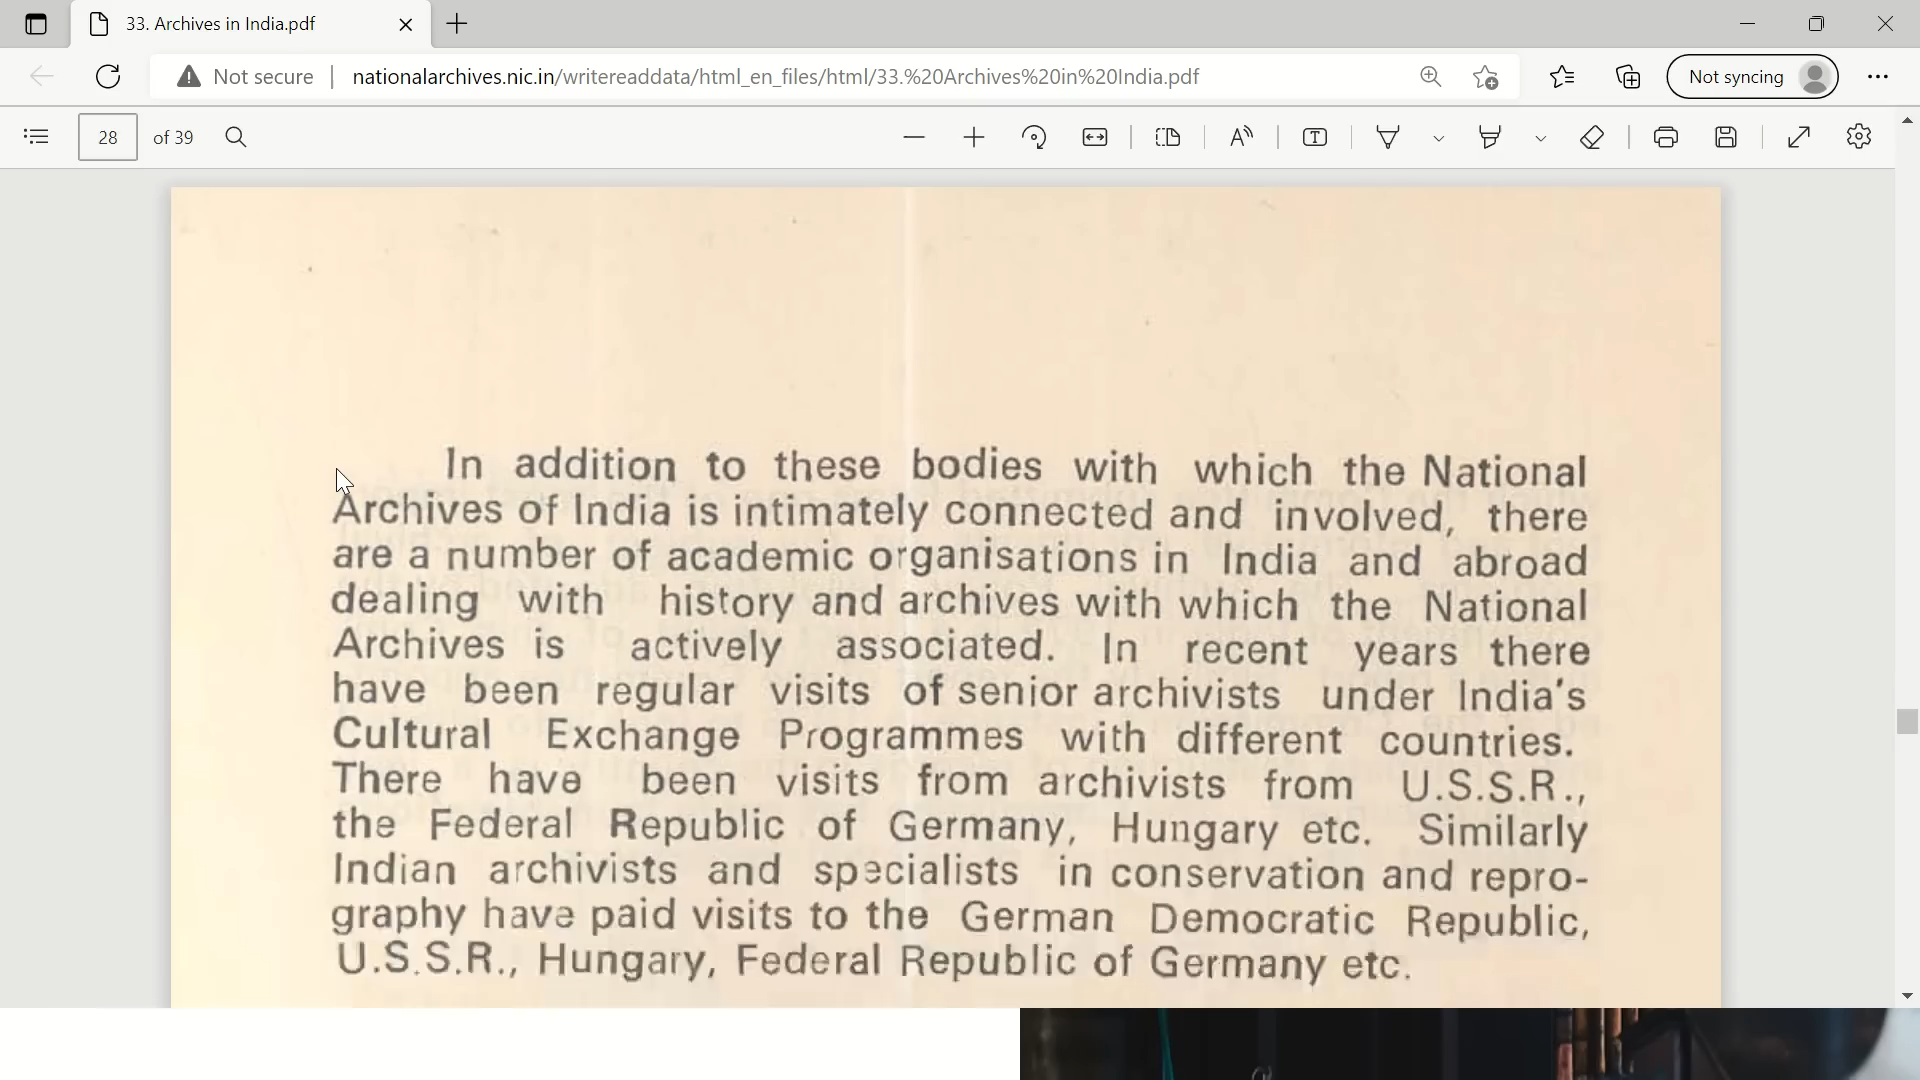 33. Archives in India.pdf
Not secure
nationalarchives.nic.in/writereaddata/html_en_files/html/33.%20Archives%20in%20India.pdf
Not syncing
28 of 39
In addition to these bodies with which the National
Archives of India is intimately connected and involved, there
are a number of academic organisations in India and abroad
dealing with history and archives with which the National
Archives is actively associated. In recent years there
have been regular visits of senior archivists under India's
Cultural Exchange Programmes with different countries.
There have been visits from archivists from U.S.S.R.,
the Federal Republic of Germany, Hungary etc. Similarly
Indian archivists and specialists in conservation and repro-
graphy have paid visits to the German Democratic Republic,
U.S.S.R., Hungary, Federal Republic of Germany etc.